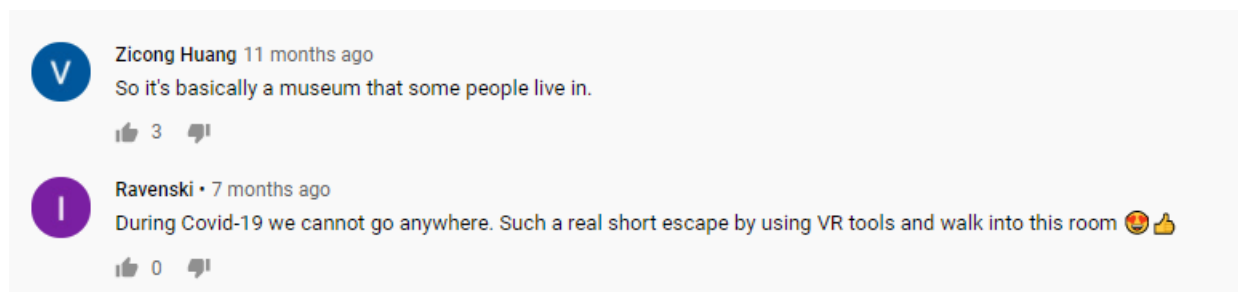 V
Zicong Huang 11 months ago
So it's basically a museum that some people live in.
3
I
Ravenski • 7 months ago
During Covid-19 we cannot go anywhere. Such a real short escape by using VR tools and walk into this room 🤩👍
0